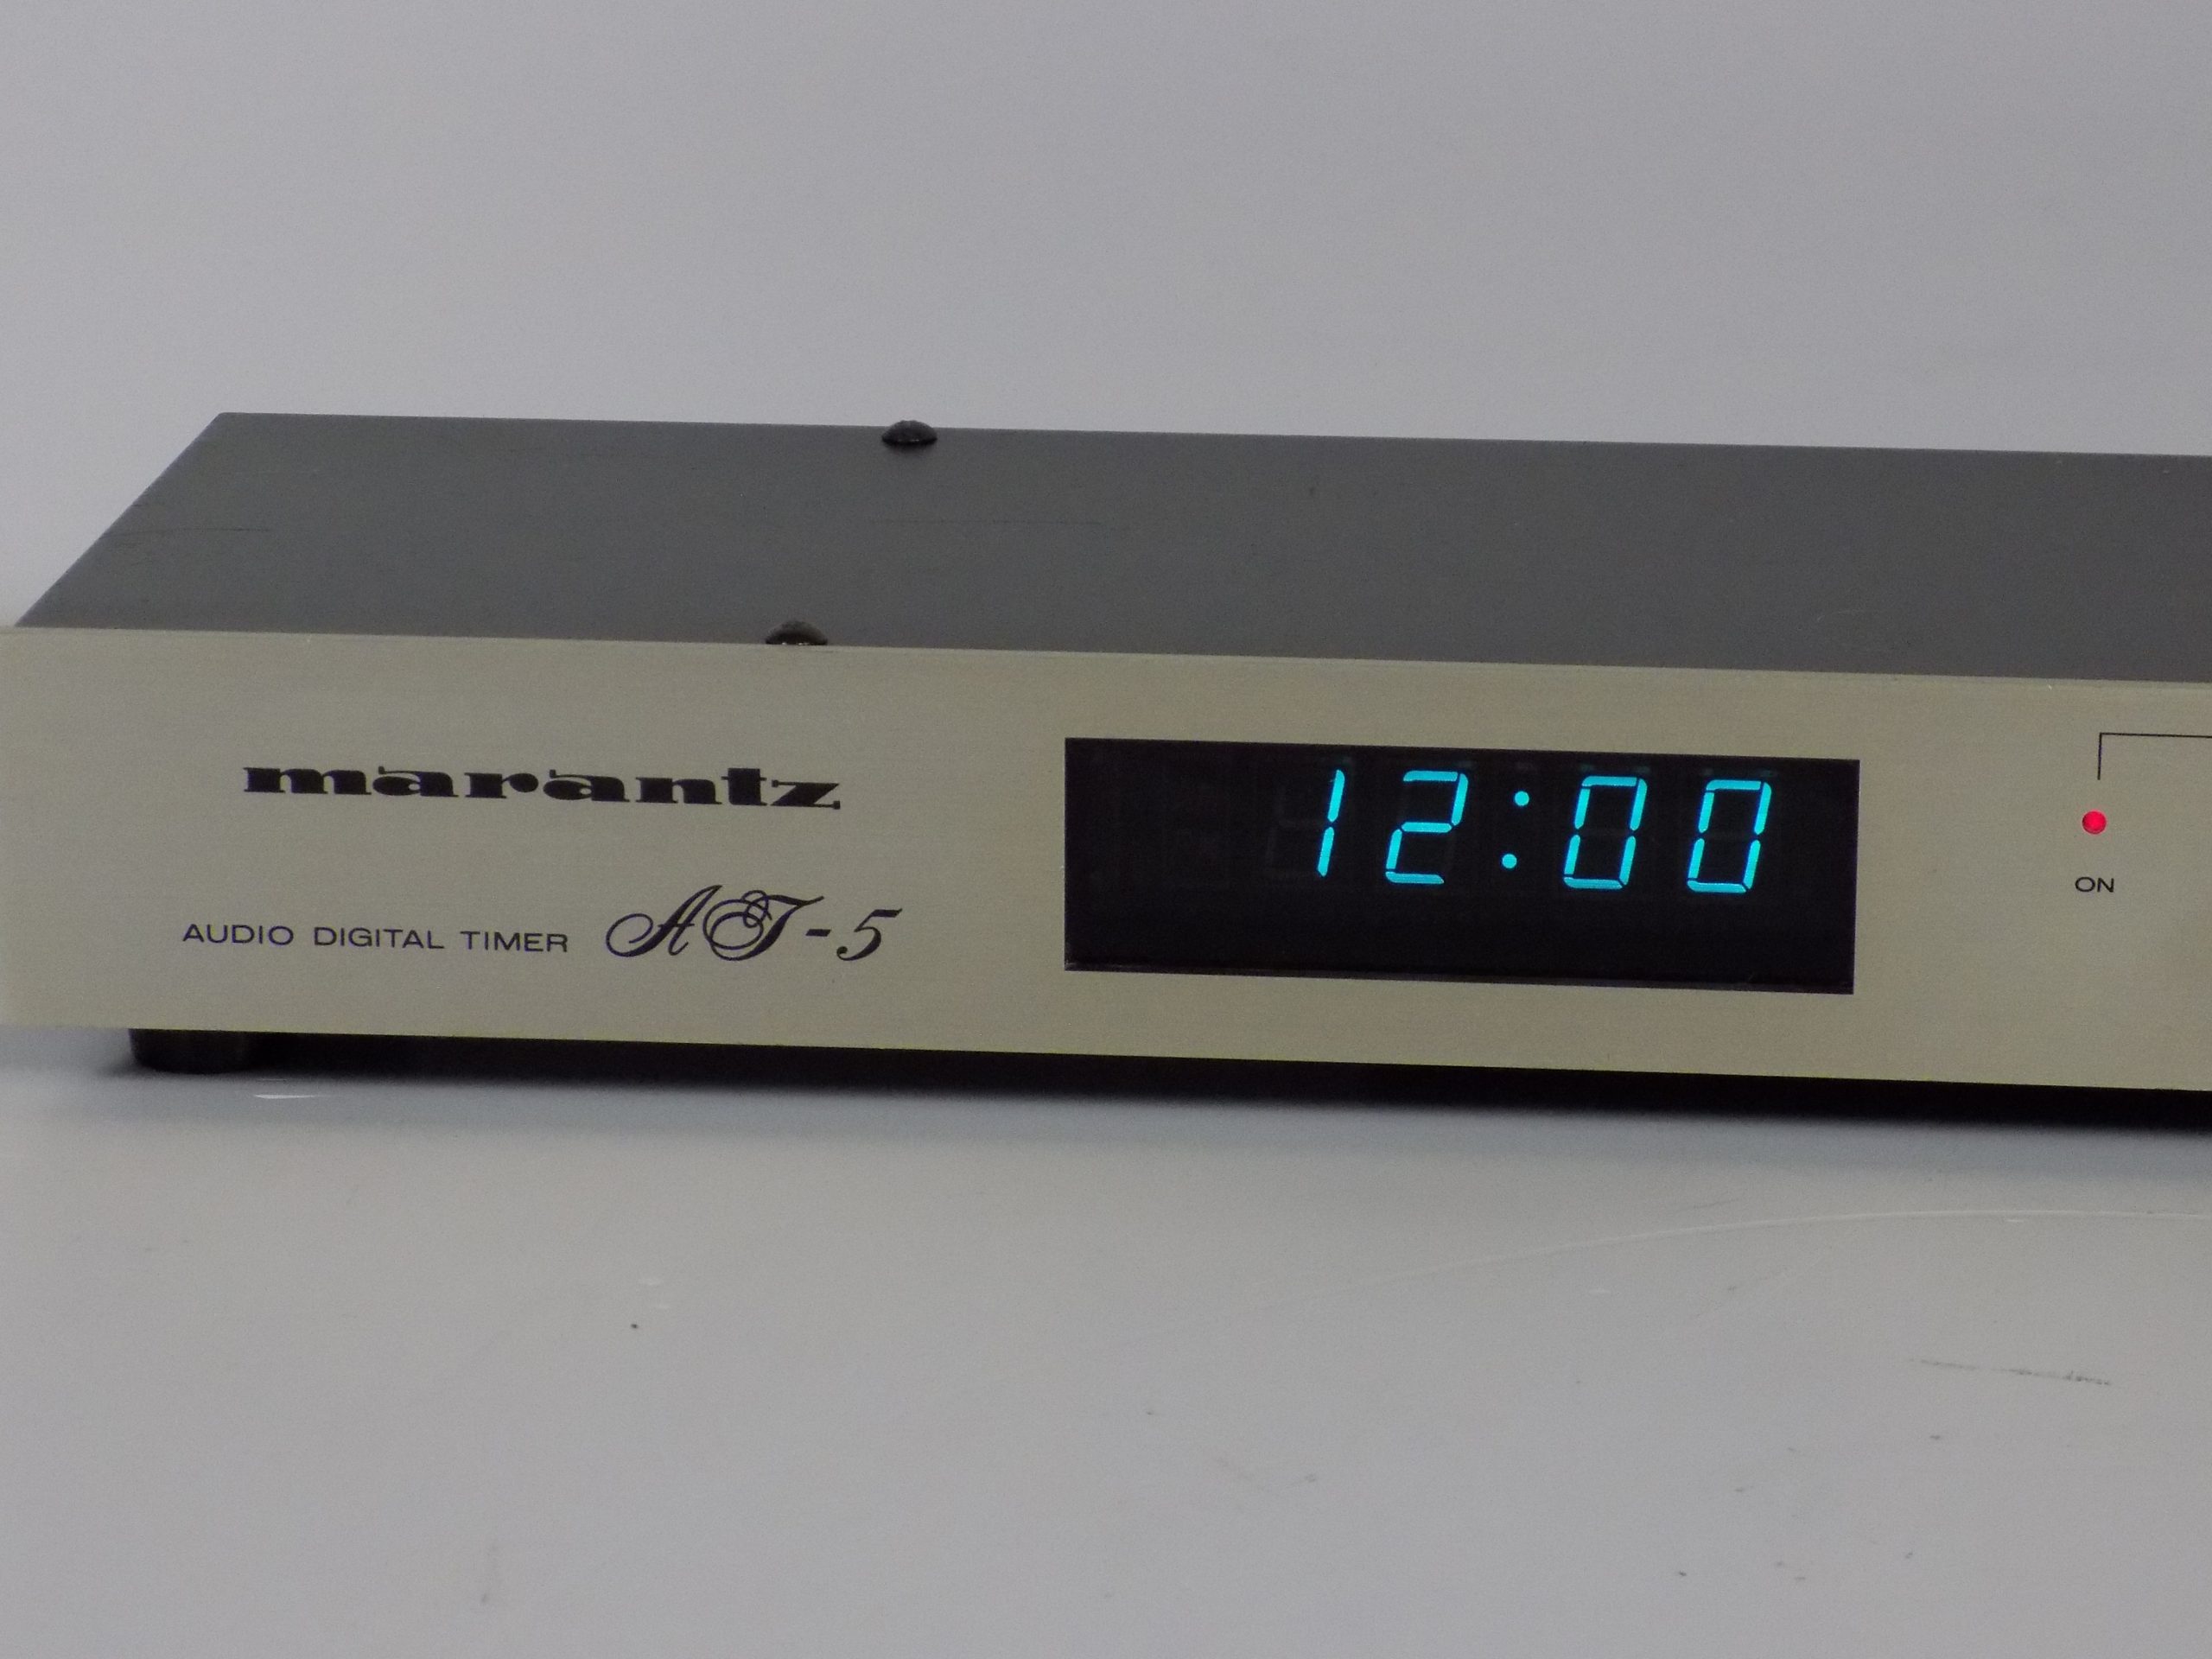 marantz
AUDIO DIGITAL TIMER AT-5
12:00
ON